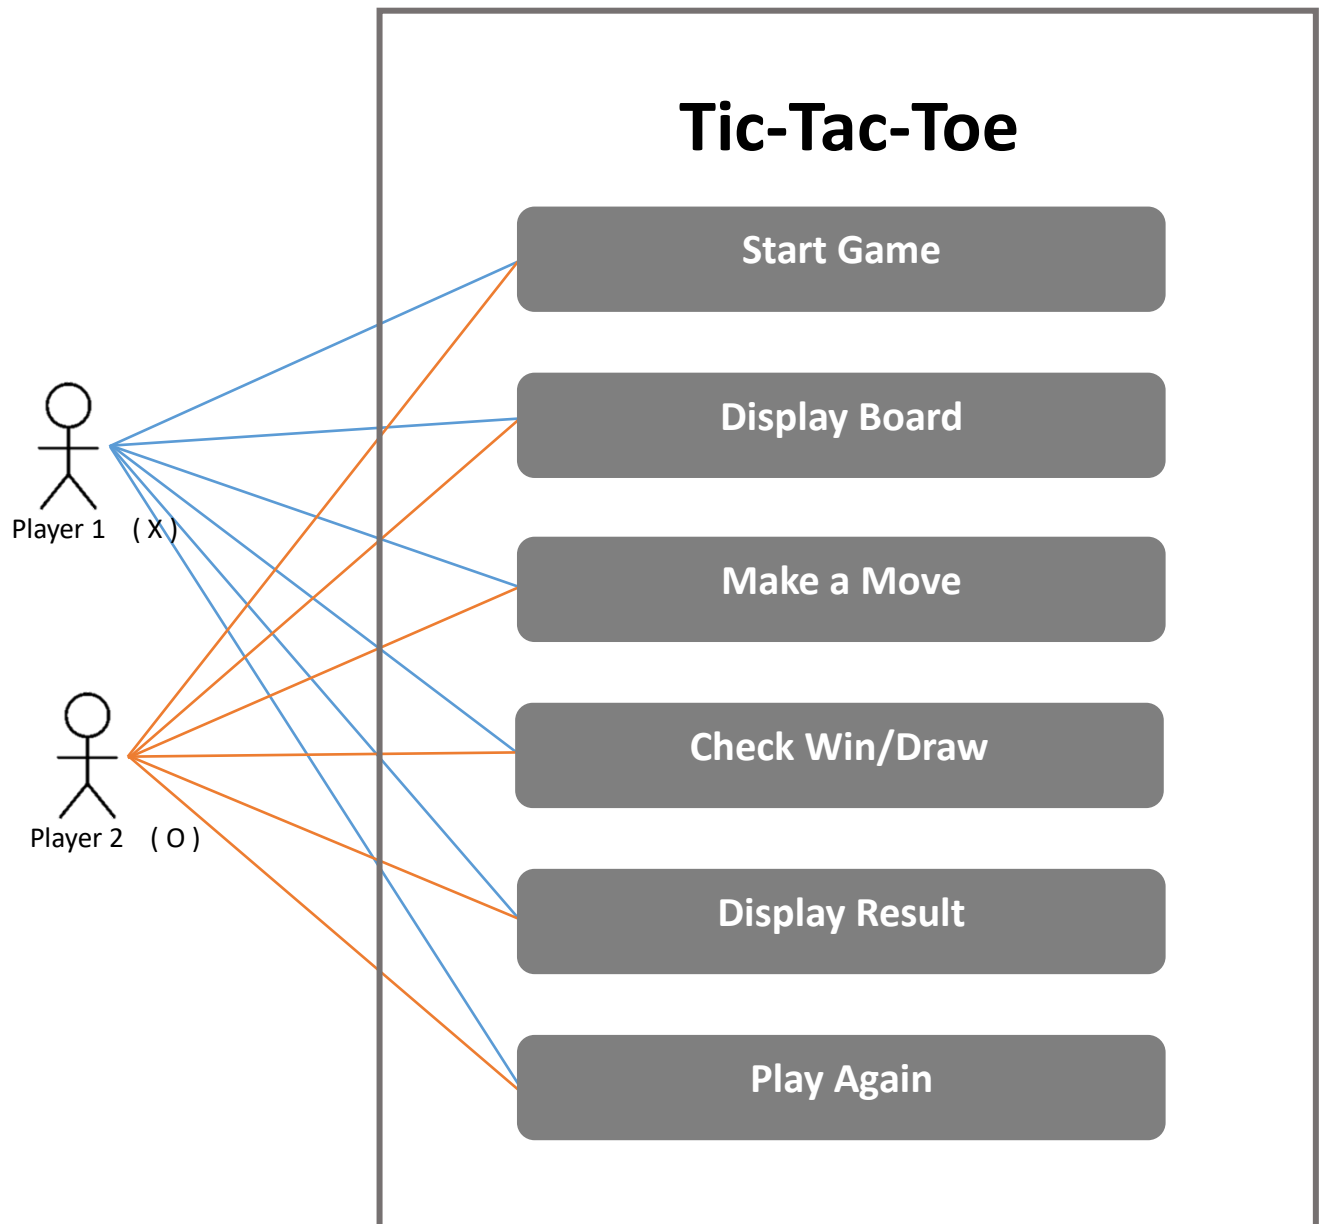 Tic-Tac-Toe
Start Game
Display Board
Player 1 ( X )
Make a Move
Check Win/Draw
Player 2 ( O )
Display Result
Play Again